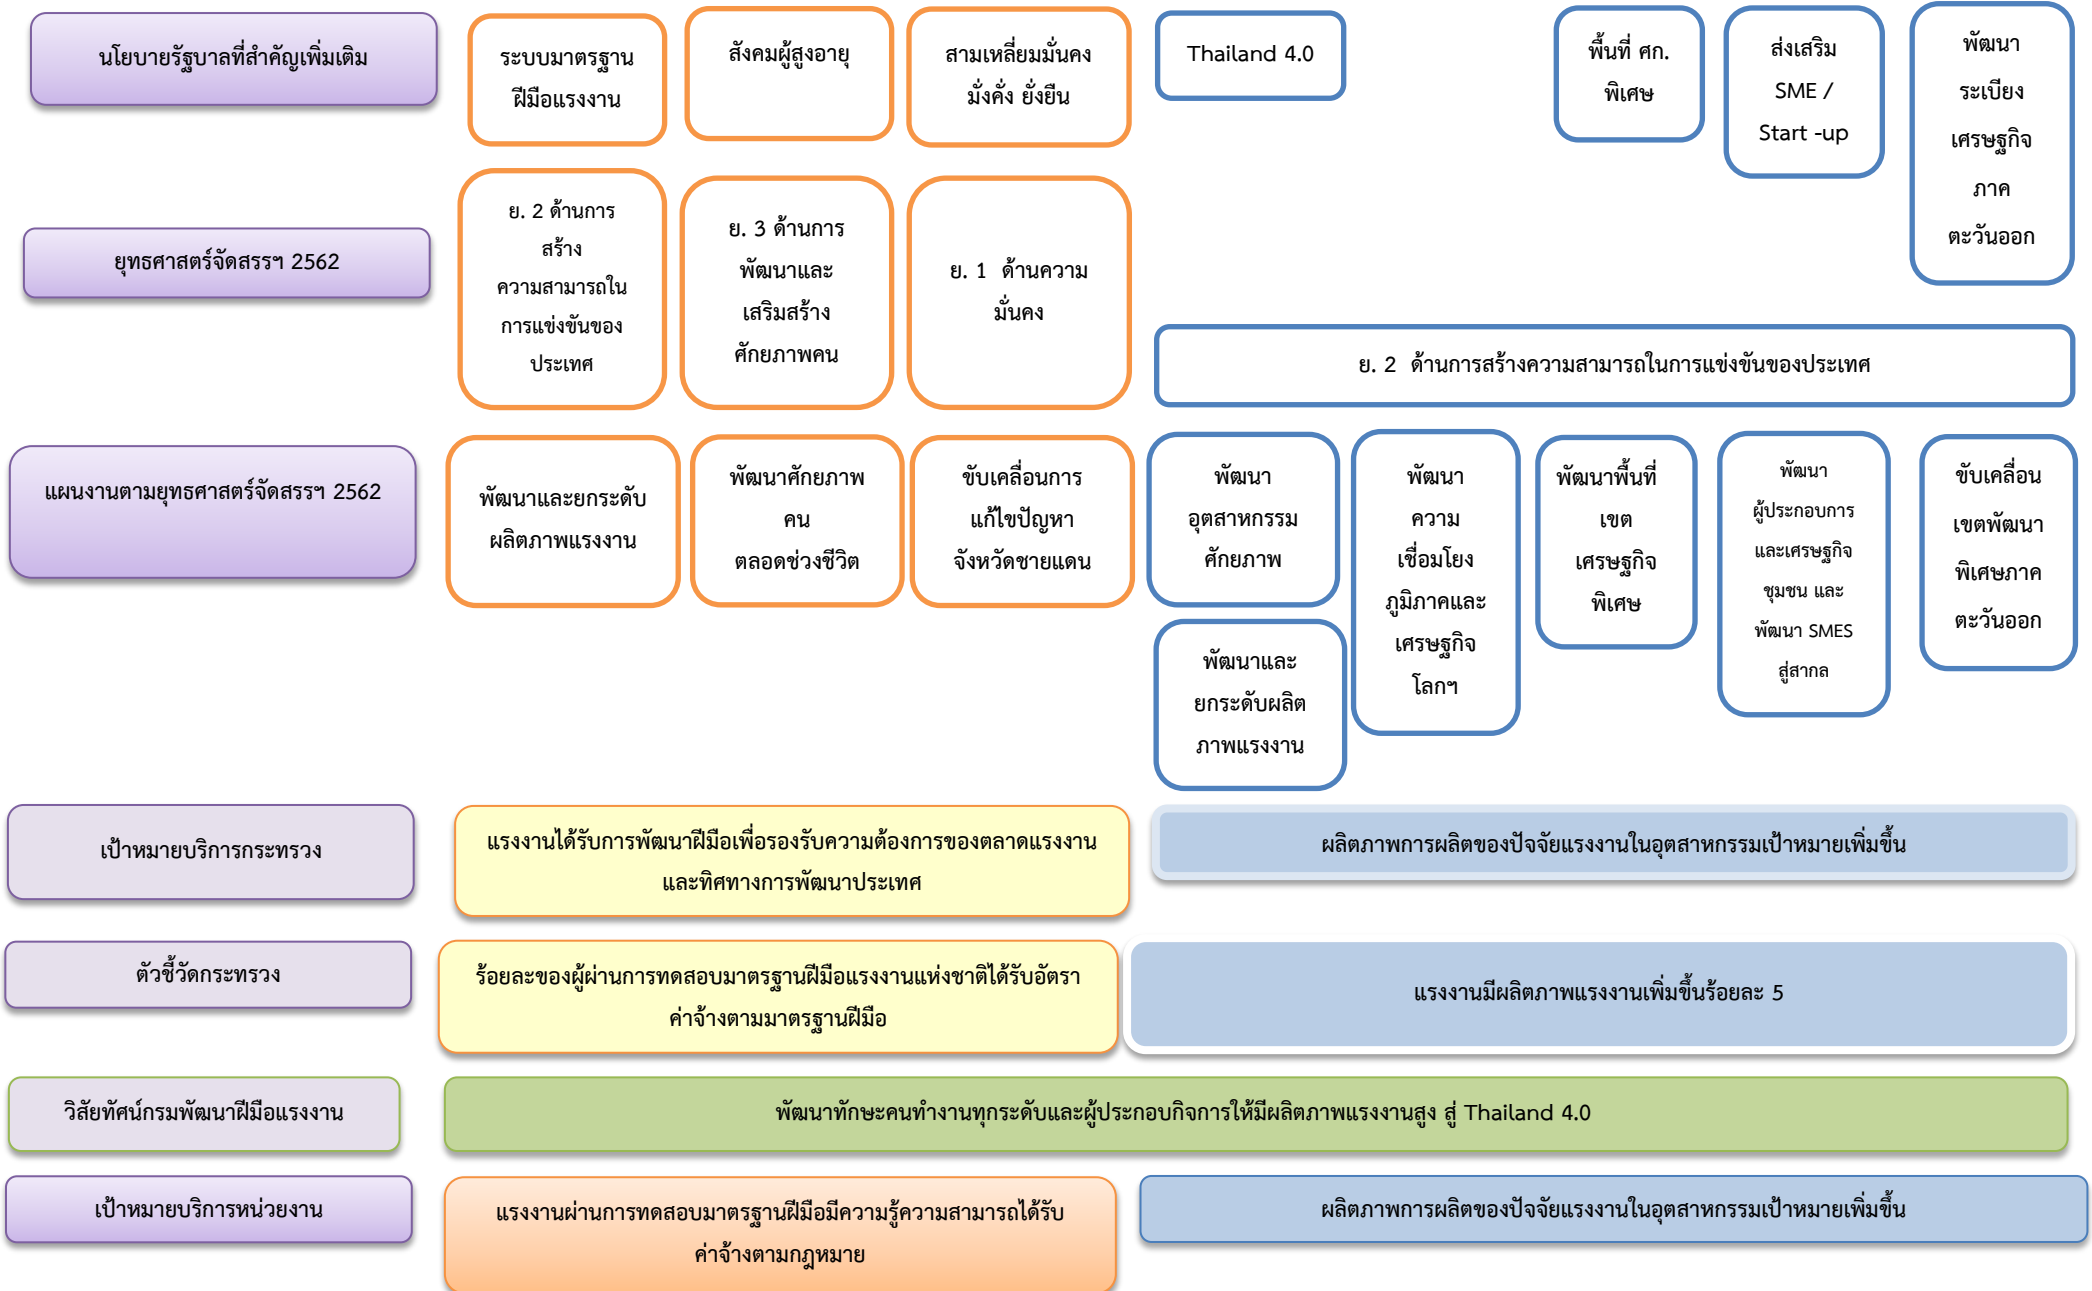 นโยบายรัฐบาลที่สำคัญเพิ่มเติม
ระบบมาตรฐาน
ฝีมือแรงงาน
สังคมผู้สูงอายุ
สามเหลี่ยมมั่นคง
มั่งคั่ง ยั่งยืน
Thailand 4.0
พื้นที่ ศก.
พิเศษ
ส่งเสริม
SME /
Start -up
พัฒนา
ระเบียง
เศรษฐกิจ
ภาค
ตะวันออก
ยุทธศาสตร์จัดสรรฯ 2562
ย. 2 ด้านการ
สร้าง
ความสามารถใน
การแข่งขันของ
ประเทศ
ย. 3 ด้านการ
พัฒนาและ
เสริมสร้าง
ศักยภาพคน
ย. 1 ด้านความ
มั่นคง
ย. 2 ด้านการสร้างความสามารถในการแข่งขันของประเทศ
แผนงานตามยุทธศาสตร์จัดสรรฯ 2562
พัฒนาและยกระดับ
ผลิตภาพแรงงาน
พัฒนาศักยภาพ
คน
ตลอดช่วงชีวิต
ขับเคลื่อนการ
แก้ไขปัญหา
จังหวัดชายแดน
พัฒนา
อุตสาหกรรม
ศักยภาพ
พัฒนาและ
ยกระดับผลิต
ภาพแรงงาน
พัฒนา
ความ
เชื่อมโยง
ภูมิภาคและ
เศรษฐกิจ
โลกฯ
พัฒนาพื้นที่
เขต
เศรษฐกิจ
พิเศษ
พัฒนา
ผู้ประกอบการ
และเศรษฐกิจ
ชุมชน และ
พัฒนา SMES
สู่สากล
ขับเคลื่อน
เขตพัฒนา
พิเศษภาค
ตะวันออก
เป้าหมายบริการกระทรวง
แรงงานได้รับการพัฒนาฝีมือเพื่อรองรับความต้องการของตลาดแรงงาน
และทิศทางการพัฒนาประเทศ
ผลิตภาพการผลิตของปัจจัยแรงงานในอุตสาหกรรมเป้าหมายเพิ่มขึ้น
ตัวชี้วัดกระทรวง
ร้อยละของผู้ผ่านการทดสอบมาตรฐานฝีมือแรงงานแห่งชาติได้รับอัตรา
ค่าจ้างตามมาตรฐานฝีมือ
แรงงานมีผลิตภาพแรงงานเพิ่มขึ้นร้อยละ 5
วิสัยทัศน์กรมพัฒนาฝีมือแรงงาน
พัฒนาทักษะคนทำงานทุกระดับและผู้ประกอบกิจการให้มีผลิตภาพแรงงานสูง สู่ Thailand 4.0
เป้าหมายบริการหน่วยงาน
แรงงานผ่านการทดสอบมาตรฐานฝีมือมีความรู้ความสามารถได้รับ
ค่าจ้างตามกฎหมาย
ผลิตภาพการผลิตของปัจจัยแรงงานในอุตสาหกรรมเป้าหมายเพิ่มขึ้น